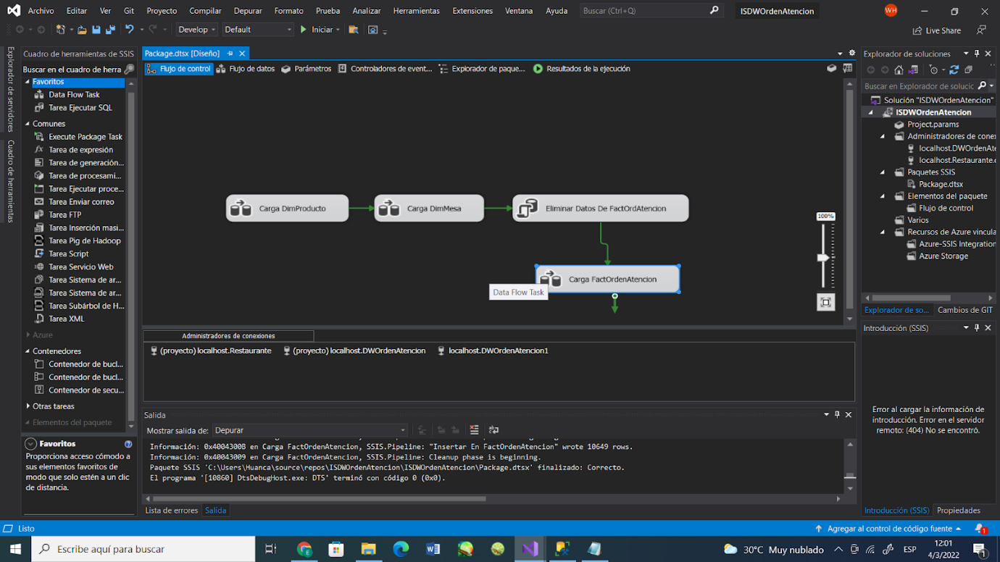 Archivo Editar Ver Git Proyecto Compilar Depurar Formato Prueba Analizar Herramientas Extensiones Ventana Ayuda Buscar (Ctrl+Q) ISDWOrdenAtencion WH
Develop Default Iniciar Live Share
Explorador de servidores
Cuadro de herramientas
Cuadro de herramientas de SSIS
Buscar en el cuadro de herra
Favoritos
Data Flow Task
Tarea Ejecutar SQL
Comunes
Execute Package Task
Tarea de expresión
Tarea de generación...
Tarea de procesami...
Tarea Ejecutar proce...
Tarea Enviar correo
Tarea FTP
Tarea Inserción masi...
Tarea Pig de Hadoop
Tarea Script
Tarea Servicio Web
Tarea Sistema de ar...
Tarea Sistema de ar...
Tarea Subárbol de H...
Tarea XML
Azure
Contenedores
Contenedor de bucl...
Contenedor de bucl...
Contenedor de secu...
Otras tareas
Elementos del paquete
Favoritos
Proporciona acceso cómodo a
sus elementos favoritos de
modo que solo estén a un clic
de distancia.
Package.dtsx [Diseño]
Flujo de control Flujo de datos Parámetros Controladores de event... Explorador de paque... Resultados de la ejecución
Carga DimProducto Carga DimMesa Eliminar Datos De FactOrdAtencion
100%
Carga FactOrdenAtencion
Data Flow Task
Administradores de conexiones
(proyecto) localhost.Restaurante (proyecto) localhost.DWOrdenAtencion localhost.DWOrdenAtencion1
Salida
Mostrar salida de: Depurar
Información: 0x4004300B en Carga FactOrdenAtencion, SSIS.Pipeline: "Insertar En FactOrdenAtencion" wrote 10649 rows.
Información: 0x40043009 en Carga FactOrdenAtencion, SSIS.Pipeline: Cleanup phase is beginning.
Paquete SSIS 'C:\Users\Huanca\source\repos\ISDWOrdenAtencion\ISDWOrdenAtencion\Package.dtsx' finalizado: Correcto.
El programa '[10860] DtsDebugHost.exe: DTS' terminó con código 0 (0x0).
Lista de errores Salida
Explorador de soluciones
Buscar en Explorador de solucic
Solución "ISDWOrdenAtencion"
ISDWOrdenAtencion
Project.params
Administradores de cone
localhost.DWOrdenAte
localhost.Restaurante.c
Paquetes SSIS
Package.dtsx
Elementos del paquete
Flujo de control
Varios
Recursos de Azure vincula
Azure-SSIS Integration
Azure Storage
Explorador de so... Cambios de GIT
Introducción (SSIS)
Error al cargar la información de
introducción. Error en el servidor
remoto: (404) No se encontró.
Introducción (SSIS) Propiedades
Listo Agregar al control de código fuente 1
Escribe aquí para buscar 30°C Muy nublado ESP 12:01
4/3/2022 1